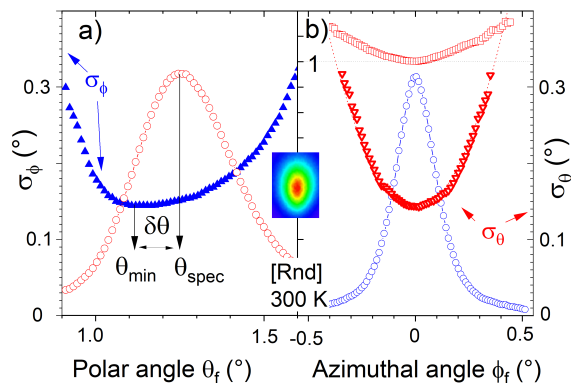 a)
b)
σϕ
0.3
0.1
0
σϕ (°)
δθ
θmin
θspec
1.0
1.5
Polar angle θf (°)
[Rnd]
300 K
1
σθ
0.3
0.1
0
σθ (°)
-0.5
0
0.5
Azimuthal angle ϕf (°)